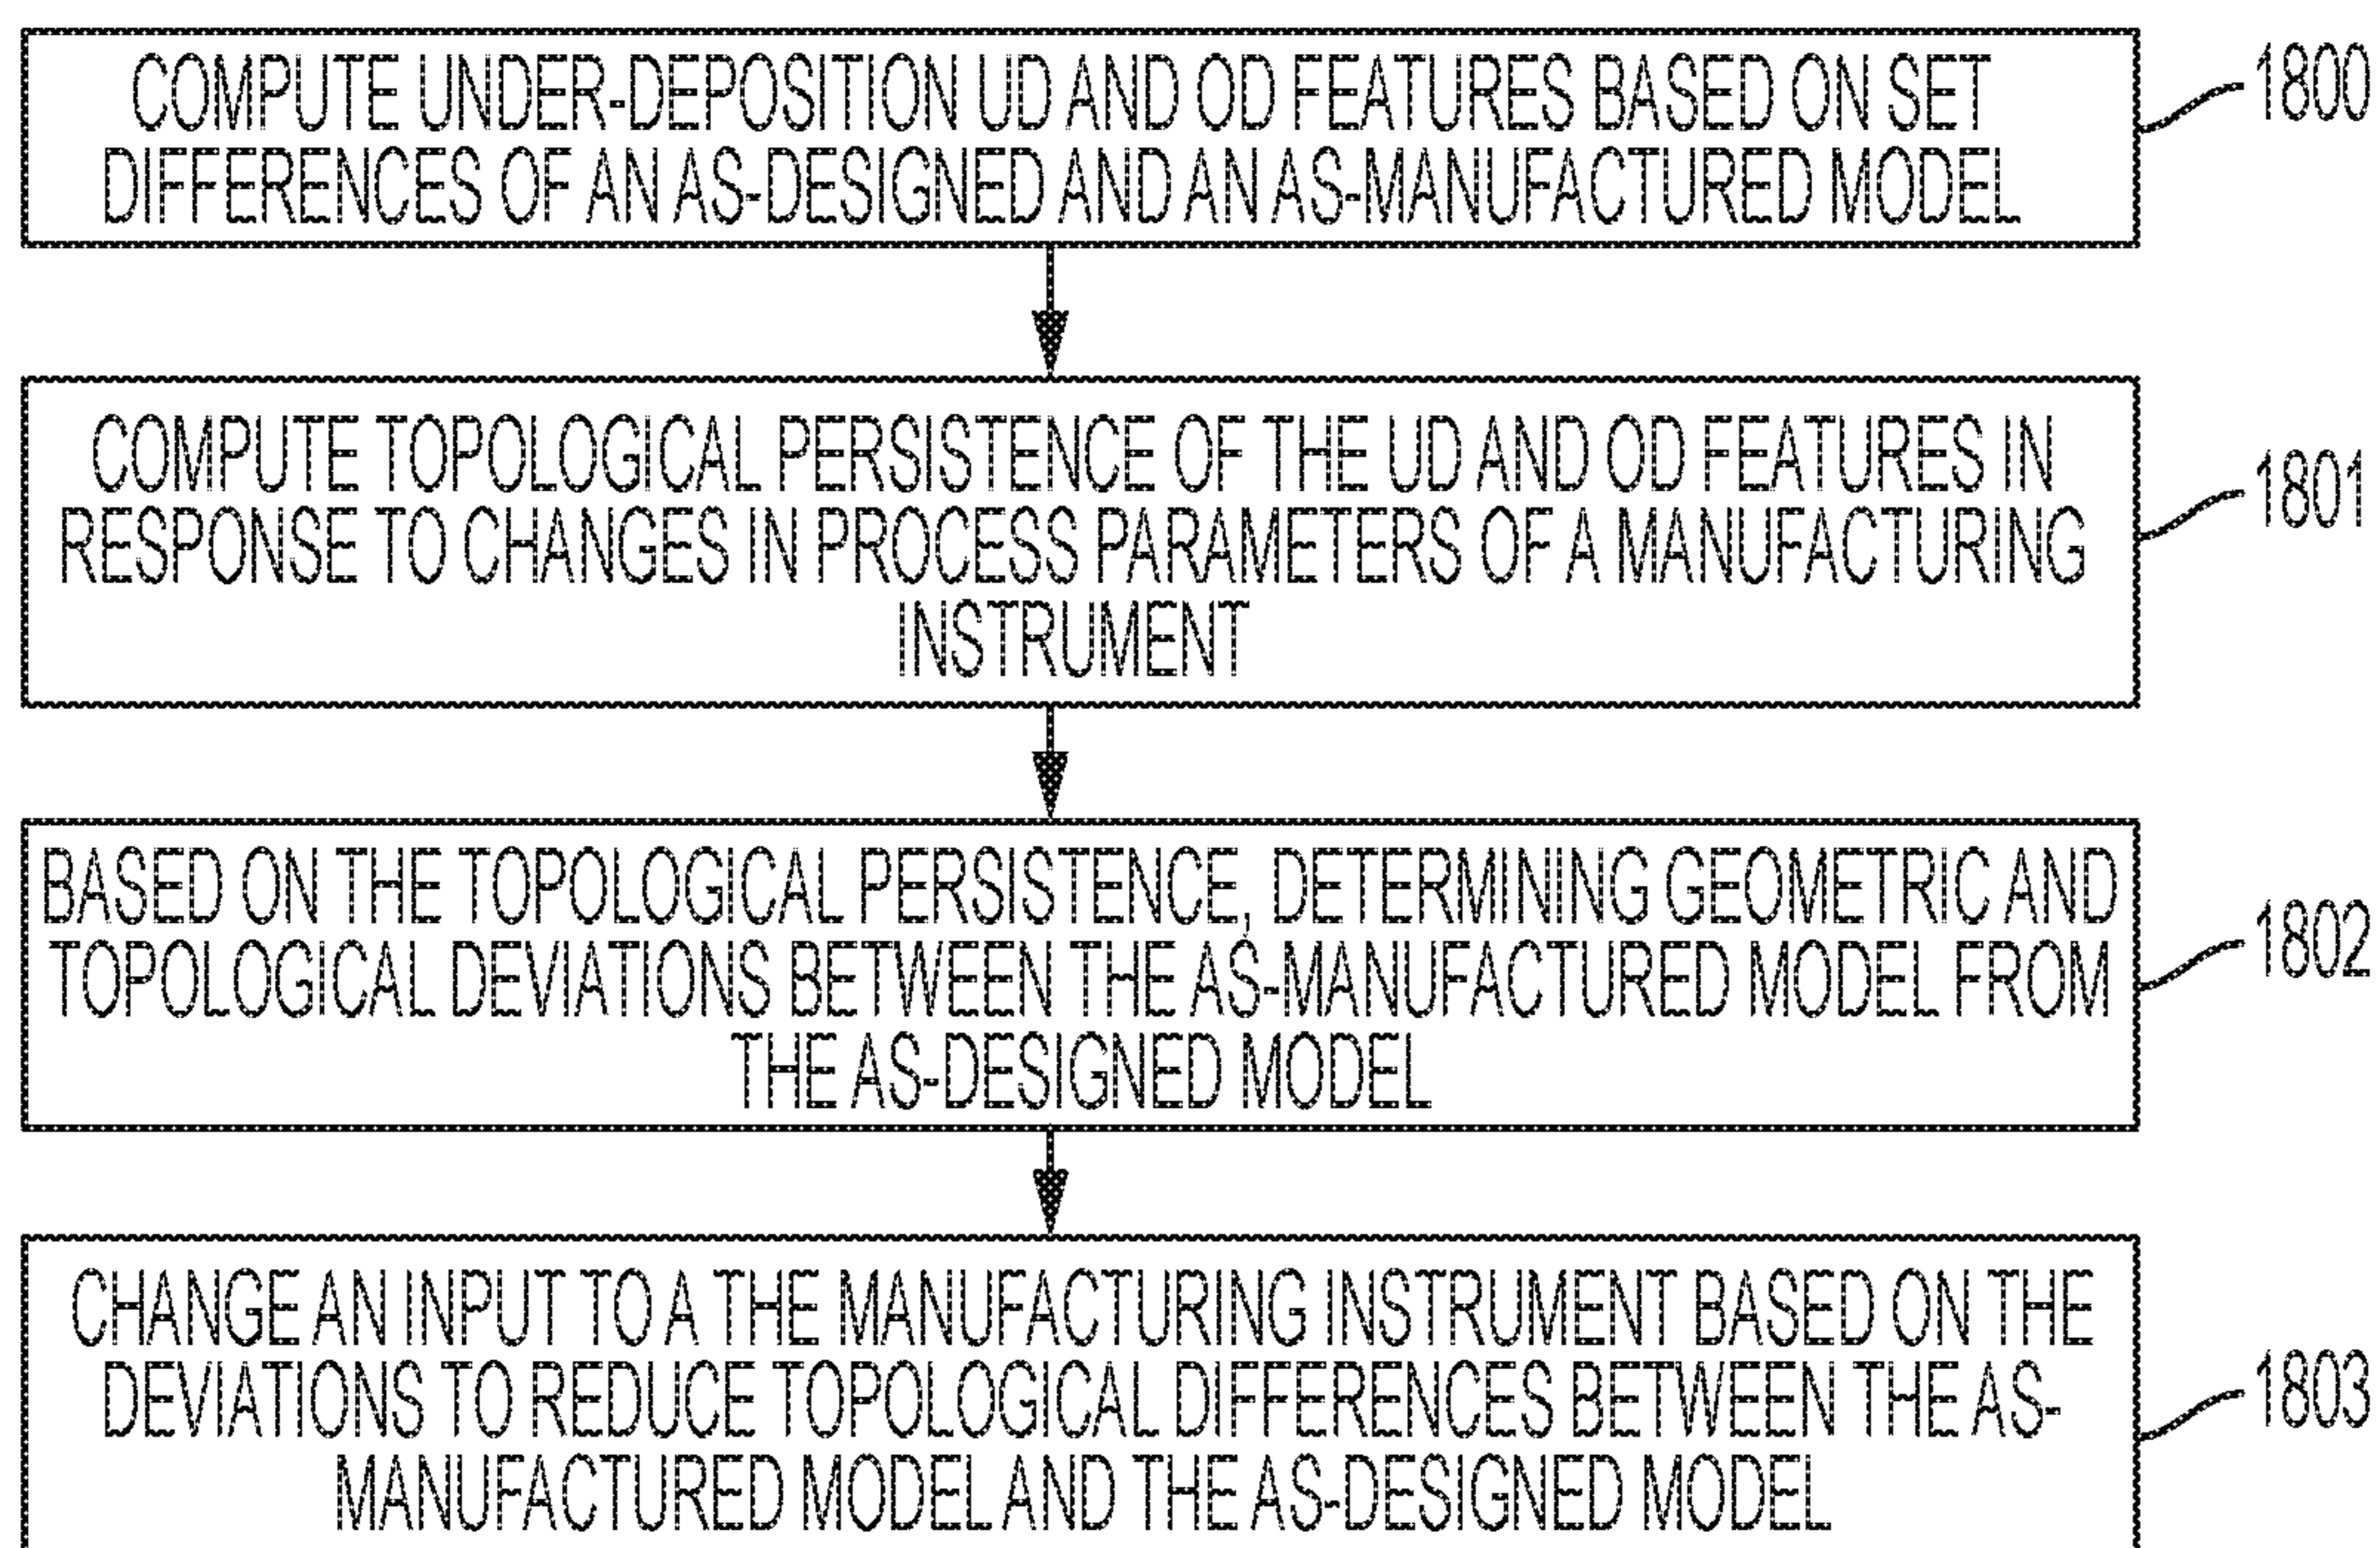 COMPUTE UNDER-DEPOSITION UD AND OD FEATURES BASED ON SET
DIFFERENCES OF AN AS-DESIGNED AND AN AS-MANUFACTURED MODEL
1800
COMPUTE TOPOLOGICAL PERSISTENCE OF THE UD AND OD FEATURES IN
RESPONSE TO CHANGES IN PROCESS PARAMETERS OF A MANUFACTURING
INSTRUMENT
1801
BASED ON THE TOPOLOGICAL PERSISTENCE, DETERMINING GEOMETRIC AND
TOPOLOGICAL DEVIATIONS BETWEEN THE AS-MANUFACTURED MODEL FROM
THE AS-DESIGNED MODEL
1802
CHANGE AN INPUT TO A THE MANUFACTURING INSTRUMENT BASED ON THE
DEVIATIONS TO REDUCE TOPOLOGICAL DIFFERENCES BETWEEN THE AS-
MANUFACTURED MODEL AND THE AS-DESIGNED MODEL
1803